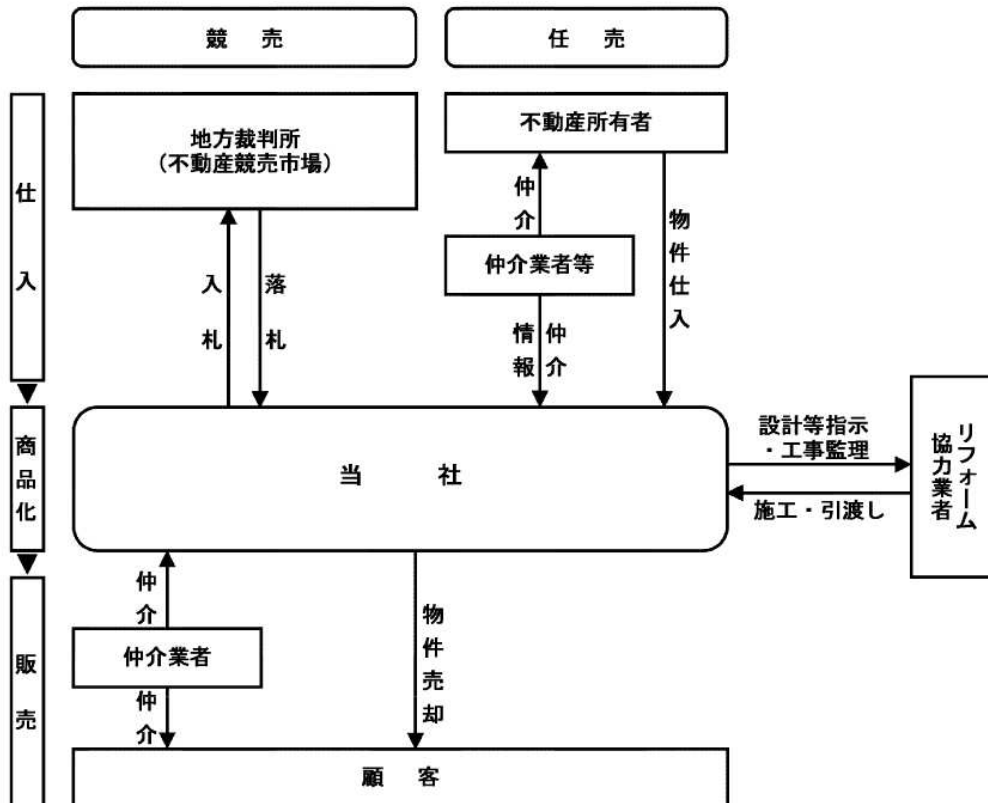 競売
任売
仕入
地方裁判所
（不動産競売市場）
不動産所有者
仲介
仲介業者等
情報
仲介
物件仕入
入札
落札
商品化
当社
設計等指示
・工事監理
施工・引渡し
リフォーム
協力業者
販売
仲介
仲介業者
仲介
物件売却
顧客